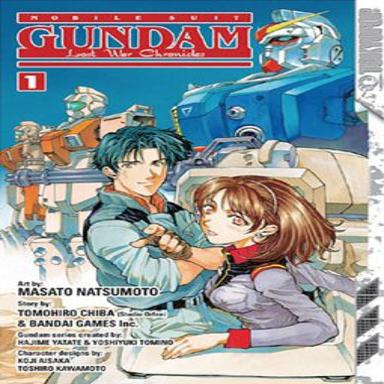 MOBILE SUIT
GUNDAM
Lost War Chronicles
1
Art by:
MASATO NATSUMOTO
Story by:
TOMOHIRO CHIBA (Studio Orfee)
& BANDAI GAMES Inc.
Gundam series created by:
HAJIME YATATE & YOSHIYUKI TOMINO
Character designs by:
KOJI AISAKA
TOSHIRO KAWAMOTO